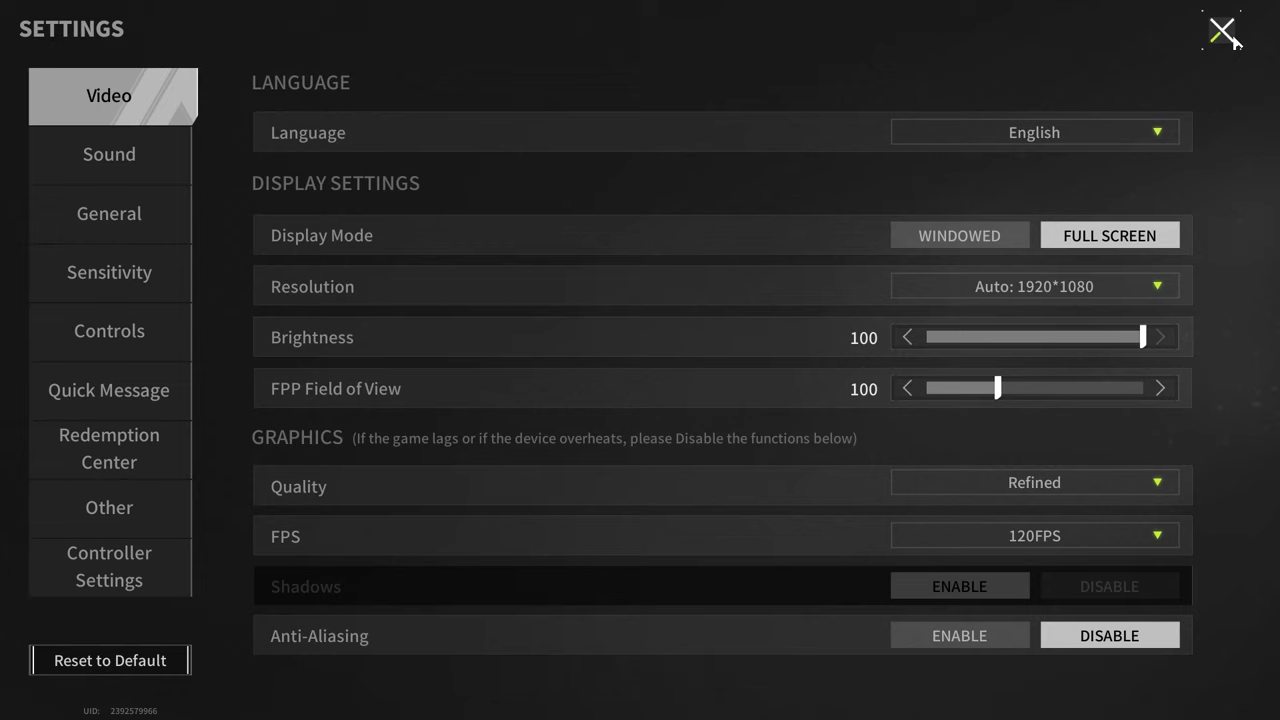 SETTINGS
Video
Sound
General
Sensitivity
Controls
Quick Message
Redemption
Center
Other
Controller
Settings
Reset to Default
UID: 2392579966
LANGUAGE
Language
English
DISPLAY SETTINGS
Display Mode
WINDOWED
FULL SCREEN
Resolution
Auto: 1920*1080
Brightness
100
FPP Field of View
100
GRAPHICS (If the game lags or if the device overheats, please Disable the functions below)
Quality
Refined
FPS
120FPS
Shadows
ENABLE
DISABLE
Anti-Aliasing
ENABLE
DISABLE